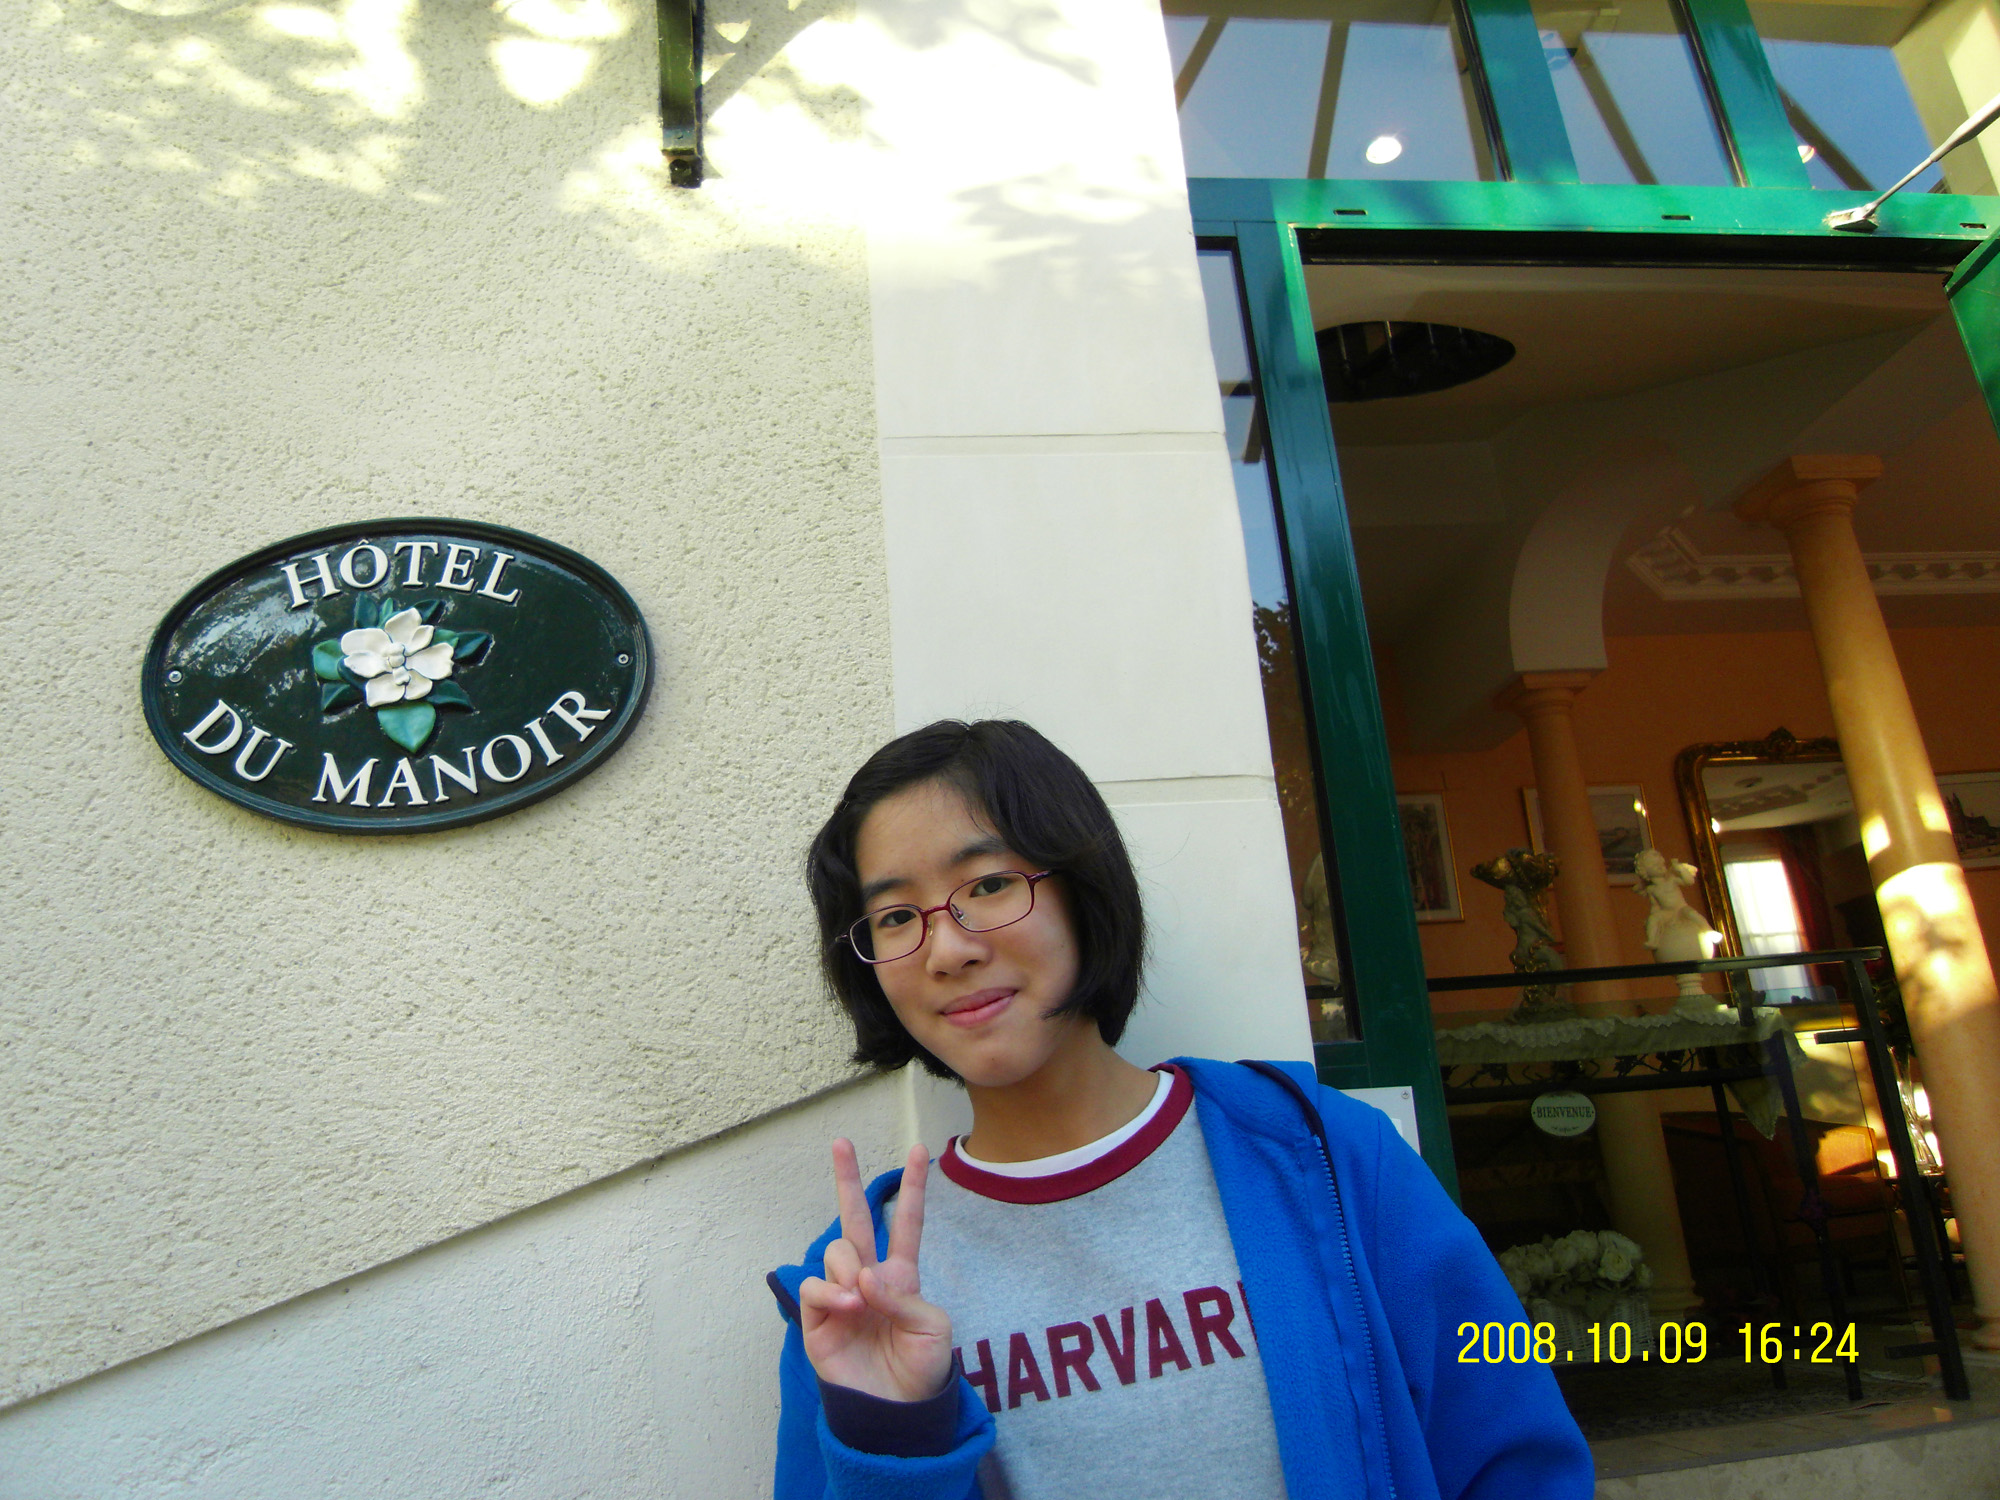 HÔTEL
DU MANOIR
·BIENVENUE·
HARVAR
2008.10.09 16:24